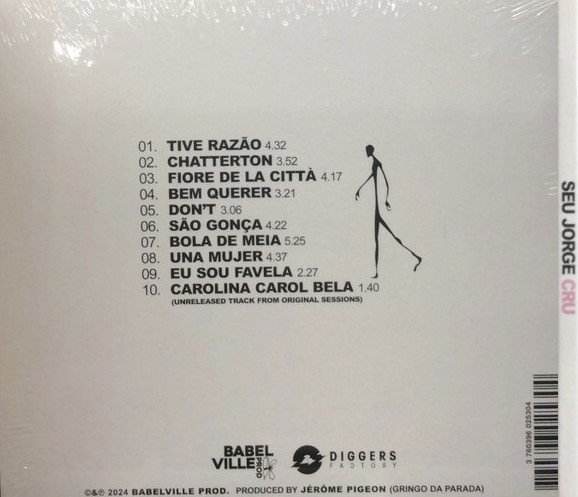 01. TIVE RAZÃO 4.32
02. CHATTERTON 3.52
03. FIORE DE LA CITTÀ 4.17
04. BEM QUERER 3.21
05. DON'T 3.06
06. SÃO GONÇA 4.22
07. BOLA DE MEIA 5.25
08. UNA MUJER 4.37
09. EU SOU FAVELA 2.27
10. CAROLINA CAROL BELA 1.40
(UNRELEASED TRACK FROM ORIGINAL SESSIONS)
SEU JORGE CRU
3 760396 025304
BABEL
VILLE
PROD
DIGGERS
FACTORY
©&℗ 2024 BABELVILLE PROD. PRODUCED BY JÉRÔME PIGEON (GRINGO DA PARADA)